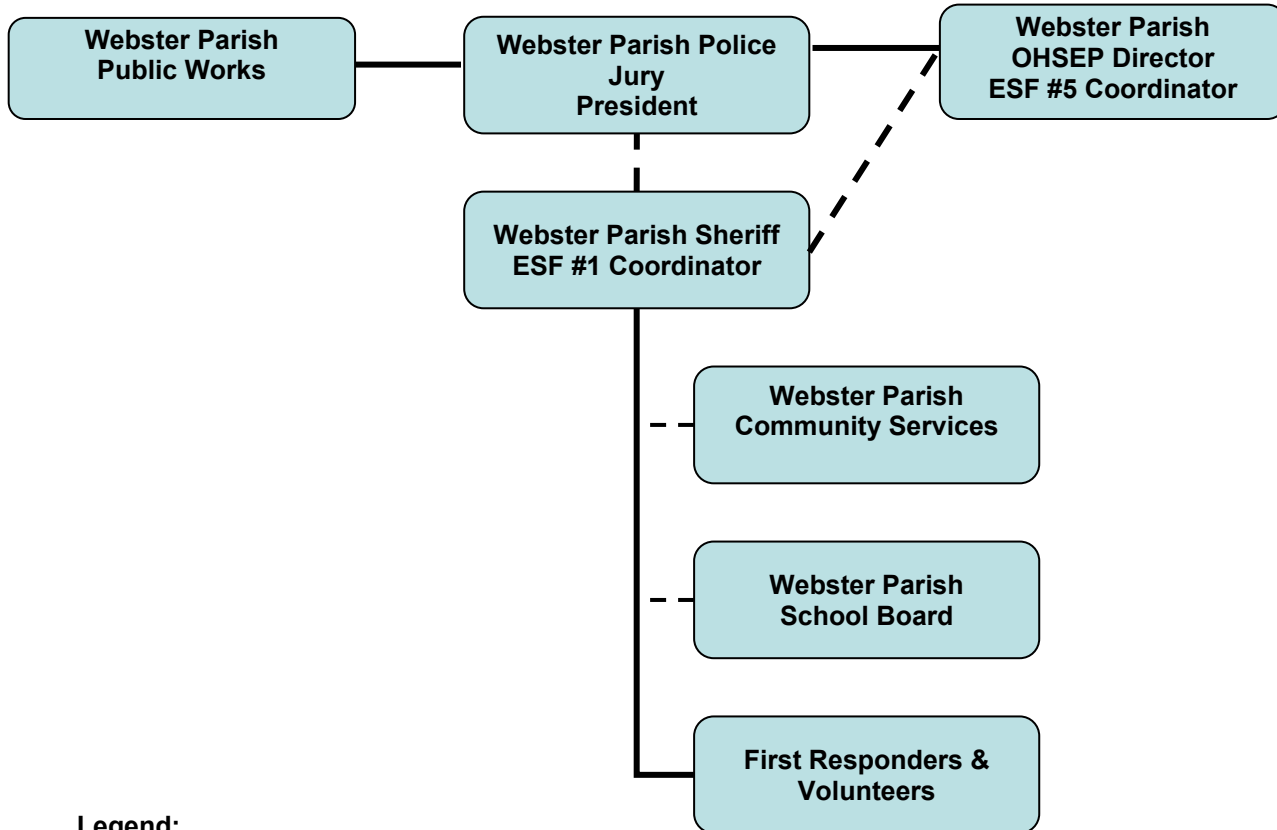 Webster Parish
Public Works
Webster Parish Police
Jury
President
Webster Parish
OHSEP Director
ESF #5 Coordinator
Webster Parish Sheriff
ESF #1 Coordinator
Webster Parish
Community Services
Webster Parish
School Board
First Responders &
Volunteers
Legend: